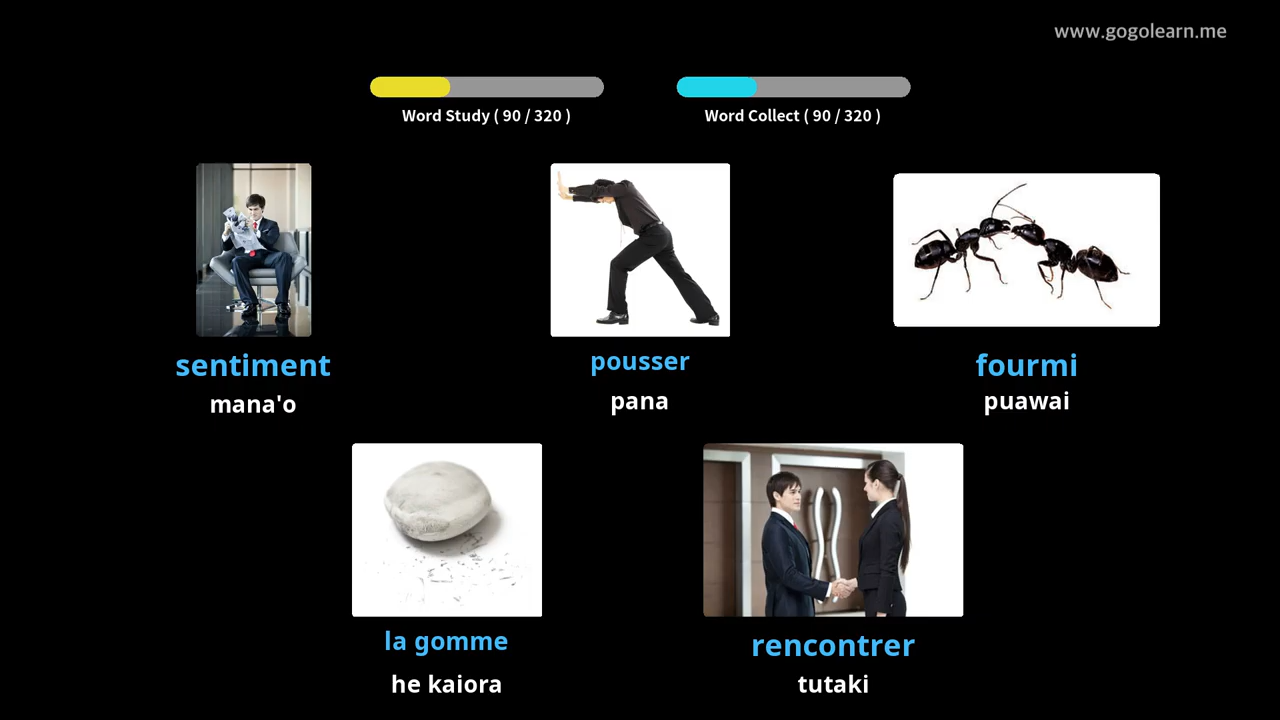 www.gogolearn.me
Word Study ( 90 / 320 )
Word Collect ( 90 / 320 )
sentiment
mana'o
pousser
pana
fourmi
puawai
la gomme
he kaiora
rencontrer
tutaki